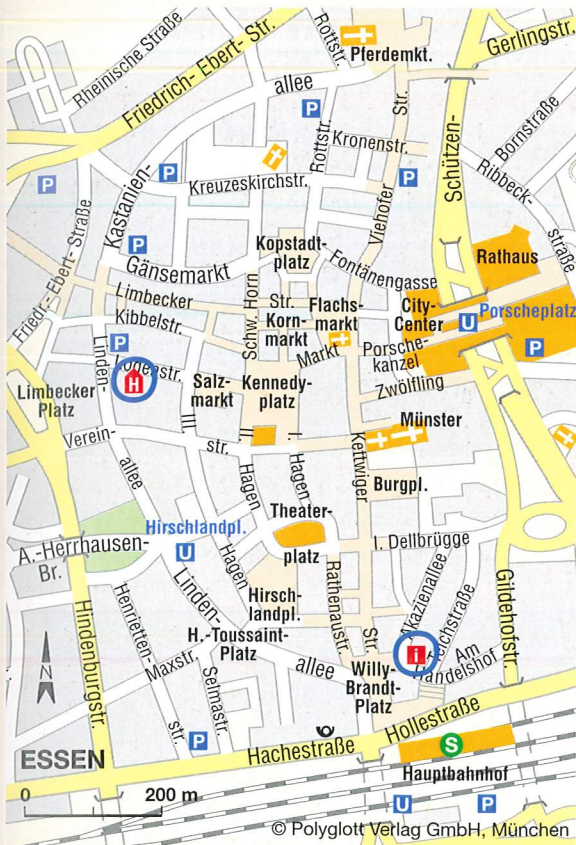 Rheinische Straße
Friedrich- Ebert- Str.
Rottstr.
Pferdemkt.
Gerlingstr.
allee
P
Str.
Rottstr.
Kronenstr.
Schützen-
Bornstraße
Ribbeck-
straße
P
P
P
Kastanien-
Kreuzeskirchstr.
Viehofer
Friedr.- Ebert- Straße
P
Kopstadt-
platz
Rathaus
Gänsemarkt
Fontänengasse
Limbecker
Str.
Flachs-
markt
City-
Center
U
Porscheplatz
Kibbelstr.
Schw. Horn
Korn-
markt
P
Markt
Porsche-
kanzel
P
Linden-
H
Limbecker
Platz
Salz-
markt
Kennedy-
platz
Zwölfling
III.
II.
I.
Münster
Verein-
str.
Kettwiger
allee
Hagen
Hagen
Burgpl.
Theater-
platz
Hirschlandpl.
U
A.-Herrhausen-
Br.
I. Dellbrügge
Hagen
Linden-
Rathenaustr.
Akazienallee
Teichstraße
Gildehofstr.
Henrietten-
Hirsch-
landpl.
H.-Toussaint-
Platz
Str.
i
Am
Handelshof
Hindenburgstr.
Maxstr.
allee
Willy-
Brandt-
Platz
N
Selmastr.
str.
P
Hollestraße
Hachestraße
S
ESSEN
Hauptbahnhof
0 200 m
U
P
© Polyglott Verlag GmbH, München